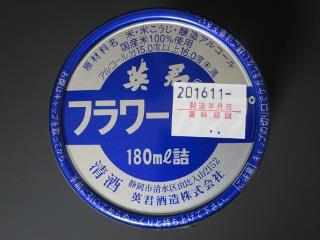 原材料名 米・米こうじ・醸造アルコール
国産米100%使用
アルコール分15.0度以上16.0度未満
英君®
フラワー
201611-
製造年月日
賞味期限
180ml詰
清酒
静岡市清水区由比入山2152
英君酒造株式会社